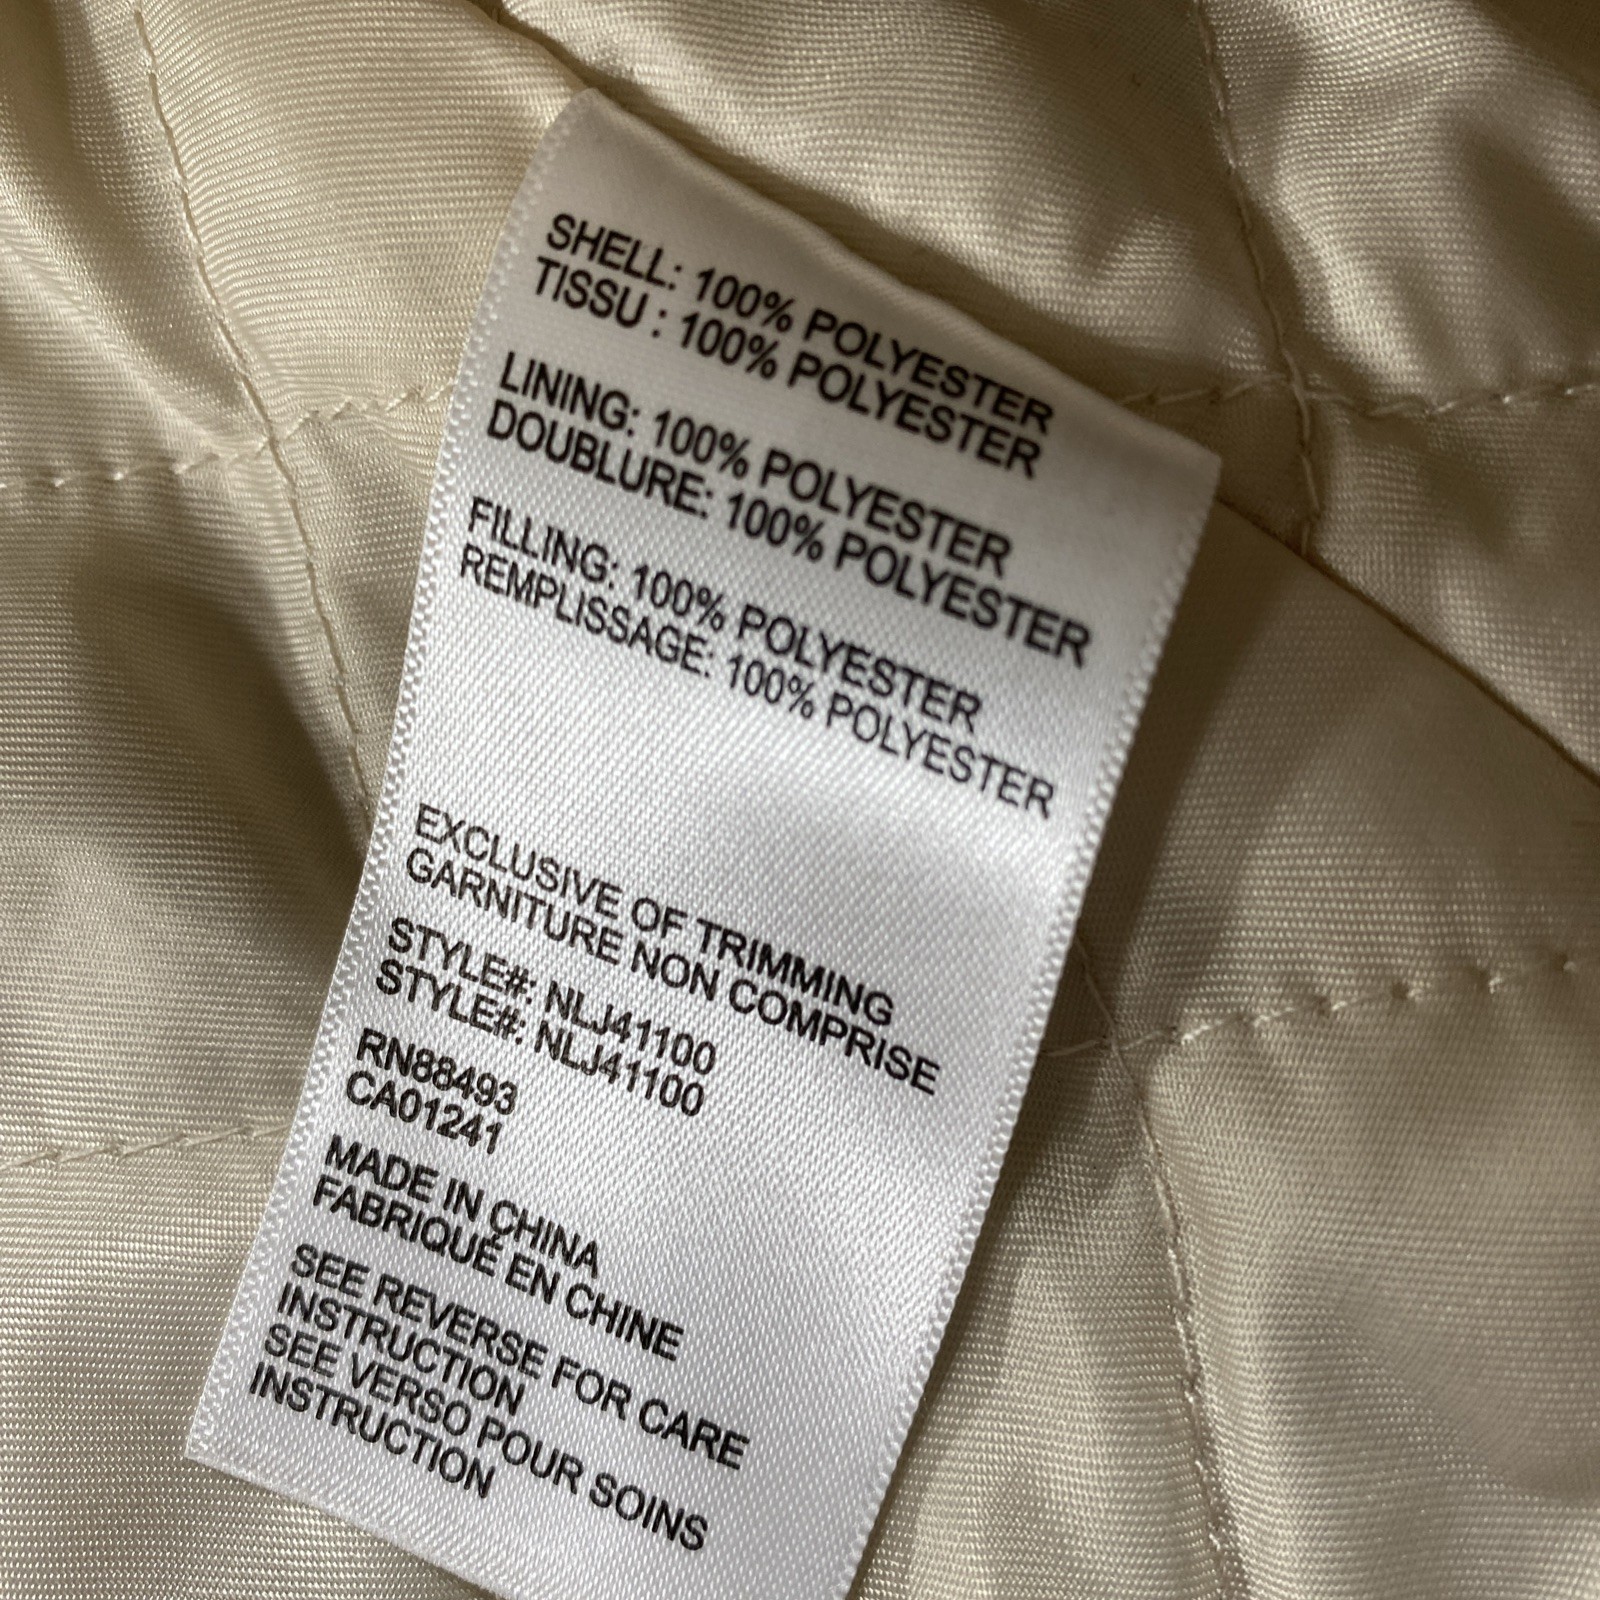 SHELL: 100% POLYESTER
TISSU : 100% POLYESTER
LINING: 100% POLYESTER
DOUBLURE: 100% POLYESTER
FILLING: 100% POLYESTER
REMPLISSAGE: 100% POLYESTER
EXCLUSIVE OF TRIMMING
GARNITURE NON COMPRISE
STYLE#: NLJ41100
STYLE#: NLJ41100
RN88493
CA01241
MADE IN CHINA
FABRIQUÉ EN CHINE
SEE REVERSE FOR CARE
INSTRUCTION
SEE VERSO POUR SOINS
INSTRUCTION